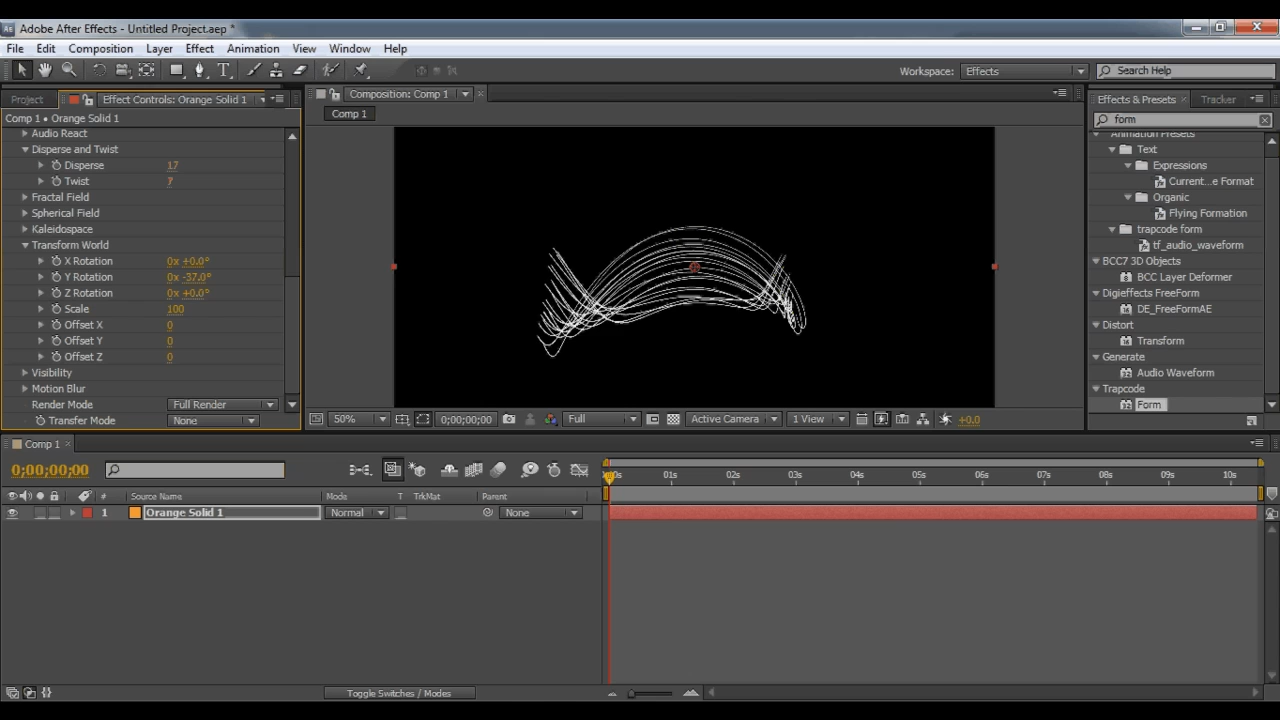 Adobe After Effects - Untitled Project.aep *
File Edit Composition Layer Effect Animation View Window Help
Workspace: Effects Search Help
Project Effect Controls: Orange Solid 1
Comp 1 • Orange Solid 1
Audio React
Disperse and Twist
Disperse 17
Twist 7
Fractal Field
Spherical Field
Kaleidospace
Transform World
X Rotation 0x +0.0°
Y Rotation 0x -37.0°
Z Rotation 0x +0.0°
Scale 100
Offset X 0
Offset Y 0
Offset Z 0
Visibility
Motion Blur
Render Mode Full Render
Transfer Mode None
Composition: Comp 1
Comp 1
50% 0;00;00;00 Full Active Camera 1 View +0.0
Effects & Presets Tracker
form
Animation Presets
Text
Expressions
Current...e Format
Organic
Flying Formation
trapcode form
tf_audio_waveform
BCC7 3D Objects
BCC Layer Deformer
Digieffects FreeForm
DE_FreeFormAE
Distort
Transform
Generate
Audio Waveform
Trapcode
Form
Comp 1
0;00;00;00
01s 02s 03s 04s 05s 06s 07s 08s 09s 10s
# Source Name Mode T TrkMat Parent
1 Orange Solid 1 Normal None
Toggle Switches / Modes